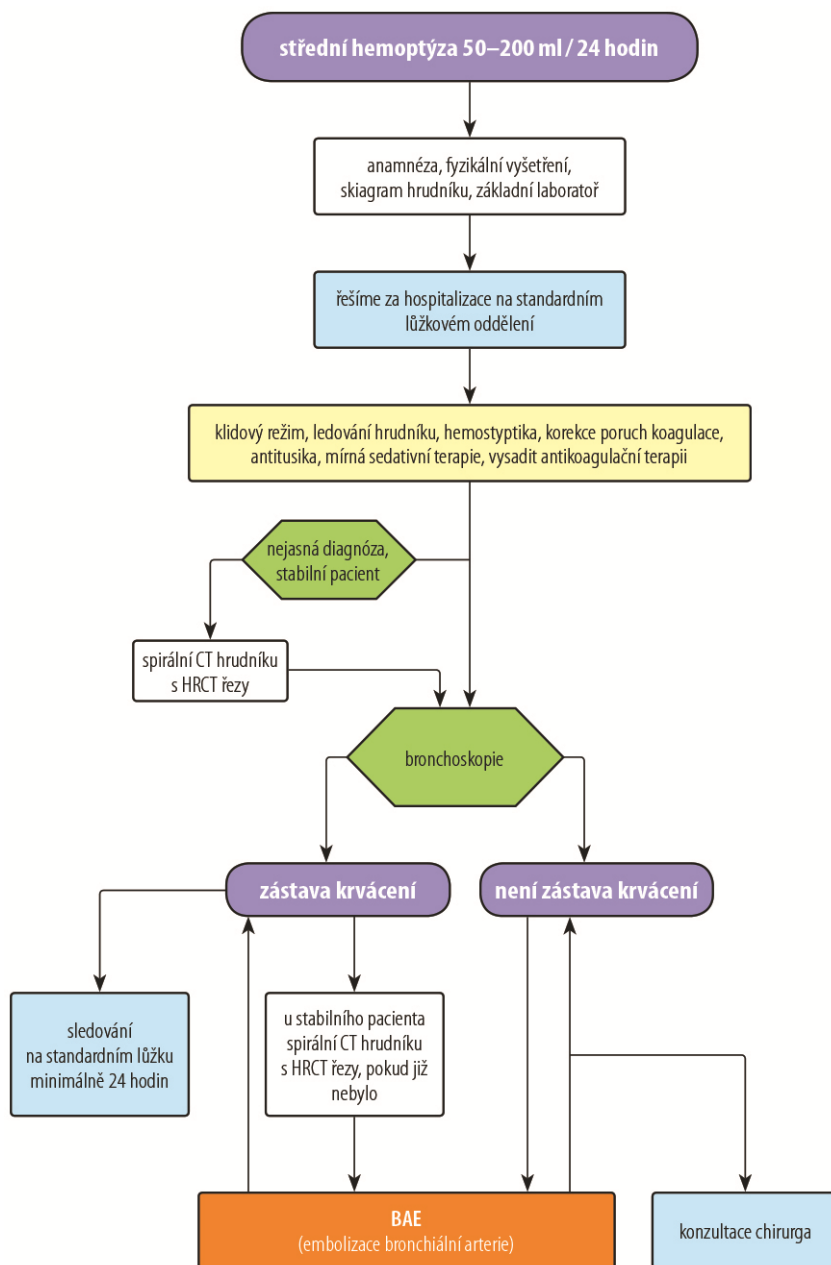 střední hemoptýza 50–200 ml / 24 hodin
anamnéza, fyzikální vyšetření,
skiagram hrudníku, základní laboratoř
řešíme za hospitalizace na standardním
lůžkovém oddělení
klidový režim, ledování hrudníku, hemostyptika, korekce poruch koagulace,
antitusika, mírná sedativní terapie, vysadit antikoagulační terapii
nejasná diagnóza,
stabilní pacient
spirální CT hrudníku
s HRCT řezy
bronchoskopie
zástava krvácení
není zástava krvácení
sledování
na standardním lůžku
minimálně 24 hodin
u stabilního pacienta
spirální CT hrudníku
s HRCT řezy, pokud již
nebylo
BAE
(embolizace bronchiální arterie)
konzultace chirurga